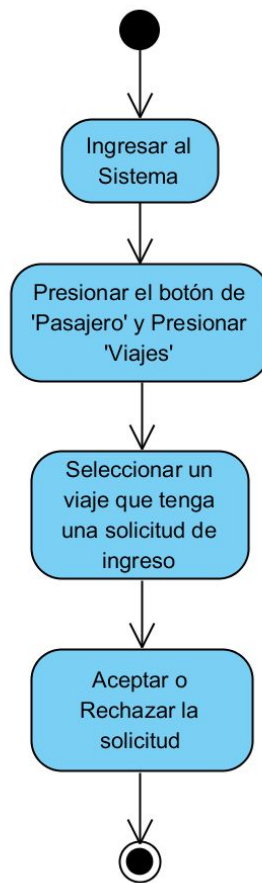 Ingresar al
Sistema
Presionar el botón de
'Pasajero' y Presionar
'Viajes'
Seleccionar un
viaje que tenga
una solicitud de
ingreso
Aceptar o
Rechazar la
solicitud